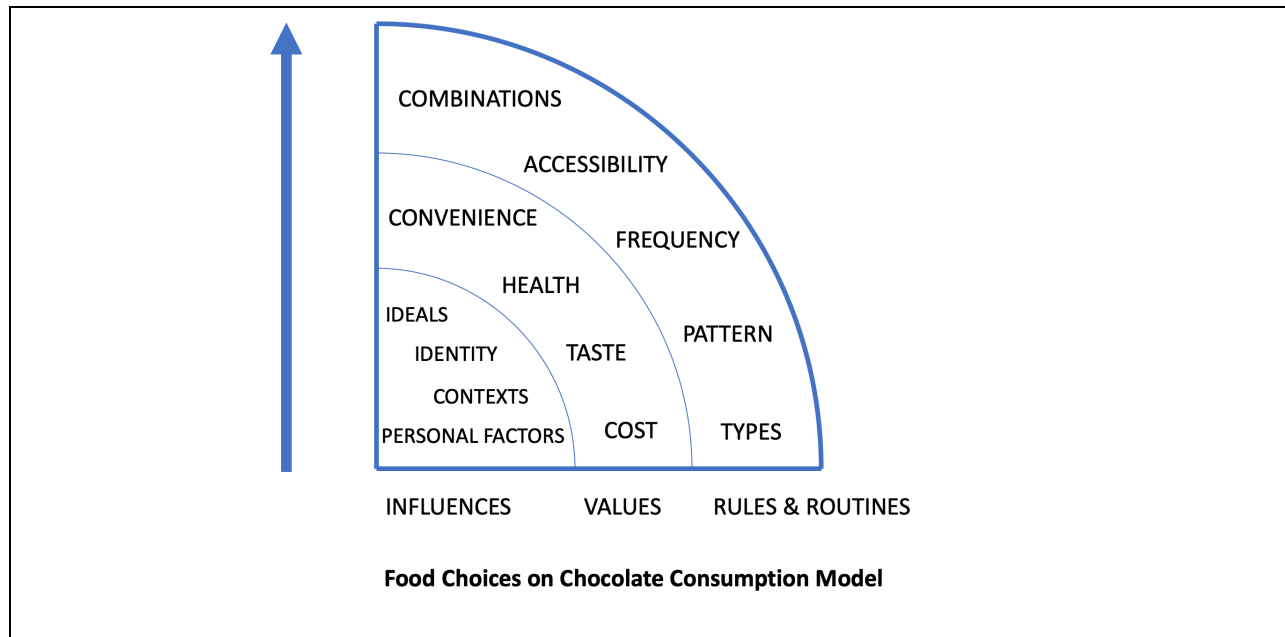 COMBINATIONS
ACCESSIBILITY
CONVENIENCE
FREQUENCY
HEALTH
IDEALS
PATTERN
IDENTITY
TASTE
CONTEXTS
PERSONAL FACTORS
COST
TYPES
INFLUENCES VALUES RULES & ROUTINES
Food Choices on Chocolate Consumption Model